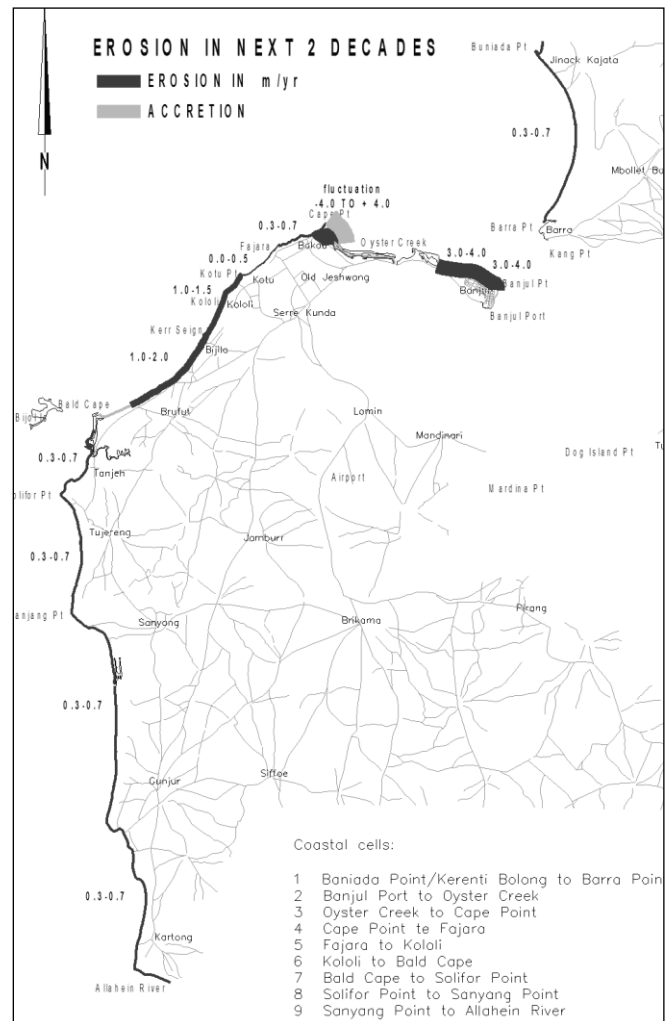 EROSION IN NEXT 2 DECADES
EROSION IN m/yr
ACCRETION
N
Buniada Pt
Jinack Kajata
0.3-0.7
Barra Pt
Barra
Kang Pt
fluctuation
-4.0 TO + 4.0
Cape Pt
0.3-0.7
Fajara
Bakau
Oyster Creek
3.0-4.0
3.0-4.0
Banjul Pt
Banjul Port
0.0-0.5
Kotu Pt
Kotu
Old Jeshwang
1.0-1.5
Kololi
Kololi
Serre Kunda
Kerr Seign
Bijilo
1.0-2.0
Bald Cape
Brufut
Lomin
Mandinari
0.3-0.7
Tanjeh
Airport
Dog Island Pt
Mardina Pt
olifor Pt
Tujereng
Jamburr
0.3-0.7
anjang Pt
Sanyang
Brikama
Pirang
0.3-0.7
Gunjur
Siffoe
0.3-0.7
Kartong
Allahein River
Coastal cells:
1 Baniada Point/Kerenti Bolong to Barra Poin
2 Banjul Port to Oyster Creek
3 Oyster Creek to Cape Point
4 Cape Point te Fajara
5 Fajara to Kololi
6 Kololi to Bald Cape
7 Bald Cape to Solifor Point
8 Solifor Point to Sanyang Point
9 Sanyang Point to Allahein River